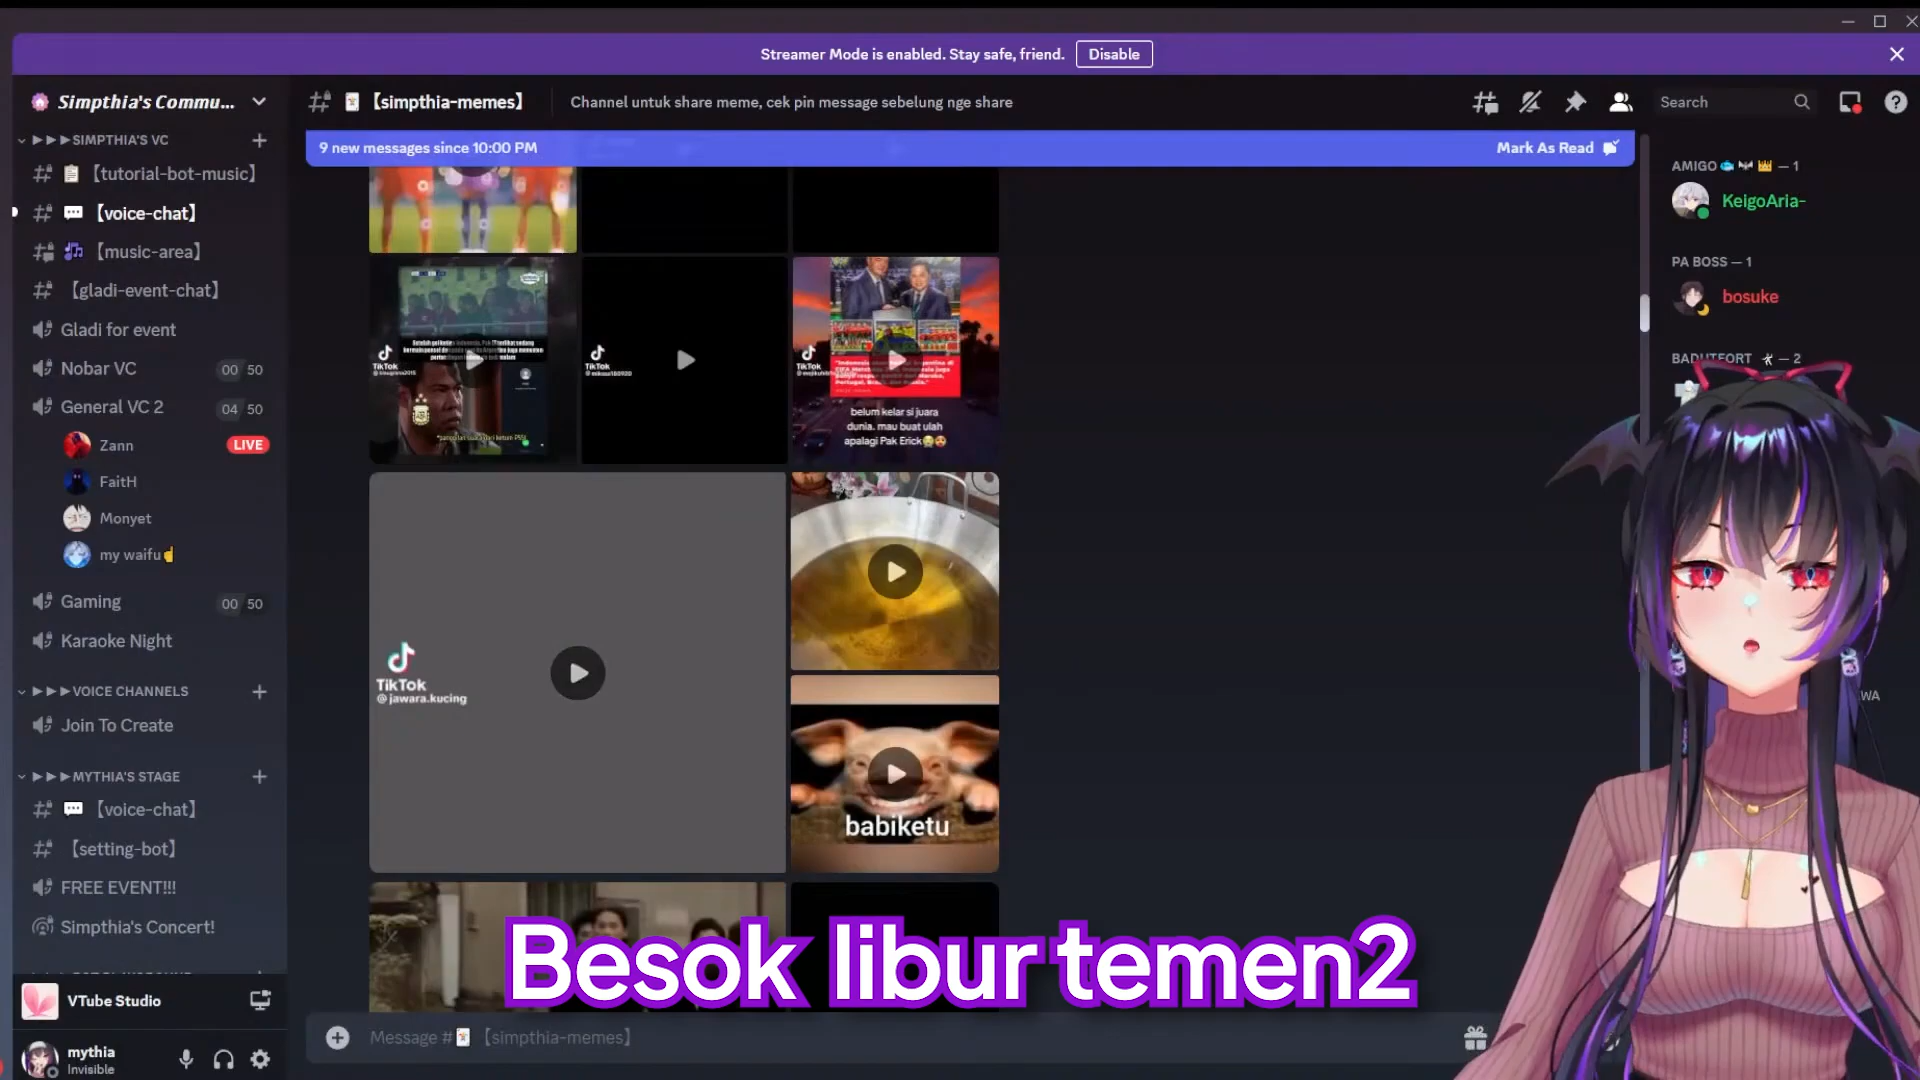 Streamer Mode is enabled. Stay safe, friend.
Disable
Simpthia's Commu...
【simpthia-memes】
Channel untuk share meme, cek pin message sebelung nge share
Search
9 new messages since 10:00 PM
Mark As Read
SIMPTHIA'S VC
【tutorial-bot-music】
【voice-chat】
【music-area】
【gladi-event-chat】
Gladi for event
Nobar VC
00 50
General VC 2
04 50
Zann
LIVE
FaitH
Monyet
my waifu
Gaming
00 50
Karaoke Night
VOICE CHANNELS
Join To Create
MYTHIA'S STAGE
【voice-chat】
【setting-bot】
FREE EVENT!!!
Simpthia's Concert!
VTube Studio
mythia
Invisible
TikTok
TikTok
TikTok
belum kelar si juara
dunia. mau buat ulah
apalagi Pak Erick
TikTok
@jawara.kucing
babiketu
Besok libur temen2
Message #
【simpthia-memes】
AMIGO
— 1
KeigoAria-
PA BOSS — 1
bosuke
BADUTFORT
— 2
WA